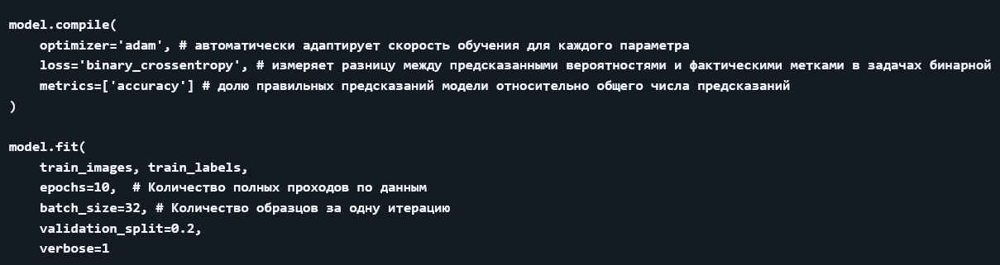 model.compile(
    optimizer='adam', # автоматически адаптирует скорость обучения для каждого параметра
    loss='binary_crossentropy', # измеряет разницу между предсказанными вероятностями и фактическими метками в задачах бинарной
    metrics=['accuracy'] # долю правильных предсказаний модели относительно общего числа предсказаний
)
model.fit(
    train_images, train_labels,
    epochs=10,  # Количество полных проходов по данным
    batch_size=32, # Количество образцов за одну итерацию
    validation_split=0.2,
    verbose=1